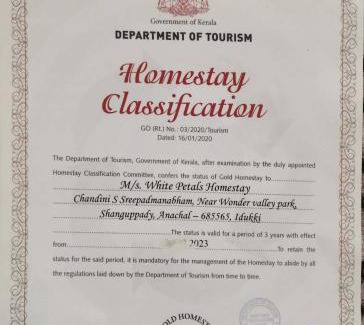 Government of Kerala
DEPARTMENT OF TOURISM
Homestay
Classification
GO (Rt.) No.: 03/2020/Tourism
Dated: 16/01/2020
The Department of Tourism, Government of Kerala, after examination by the duly appointed
Homestay Classification Committee, confers the status of Gold Homestay to
M/s. White Petals Homestay
Chandini S Sreepadmanabham, Near Wonder valley park,
Shanguppady, Anachal – 685565, Idukki
The status is valid for a period of 3 years with effect
from 2023 To retain the
status for the said period, it is mandatory for the management of the Homestay to abide by all
the regulations laid down by the Department of Tourism from time to time.
OLD HOMEST